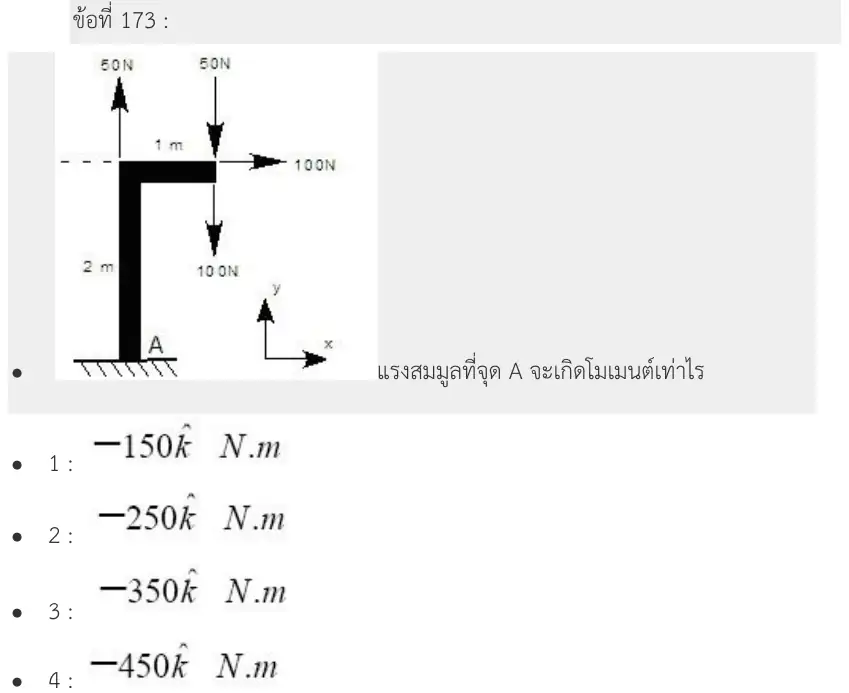 ข้อที่ 173 :
50N 50N
1 m
100N
2 m
100N
y
A
x
แรงสมมูลที่จุด A จะเกิดโมเมนต์เท่าไร
1 : −150k̂ N.m
2 : −250k̂ N.m
3 : −350k̂ N.m
4 : −450k̂ N.m